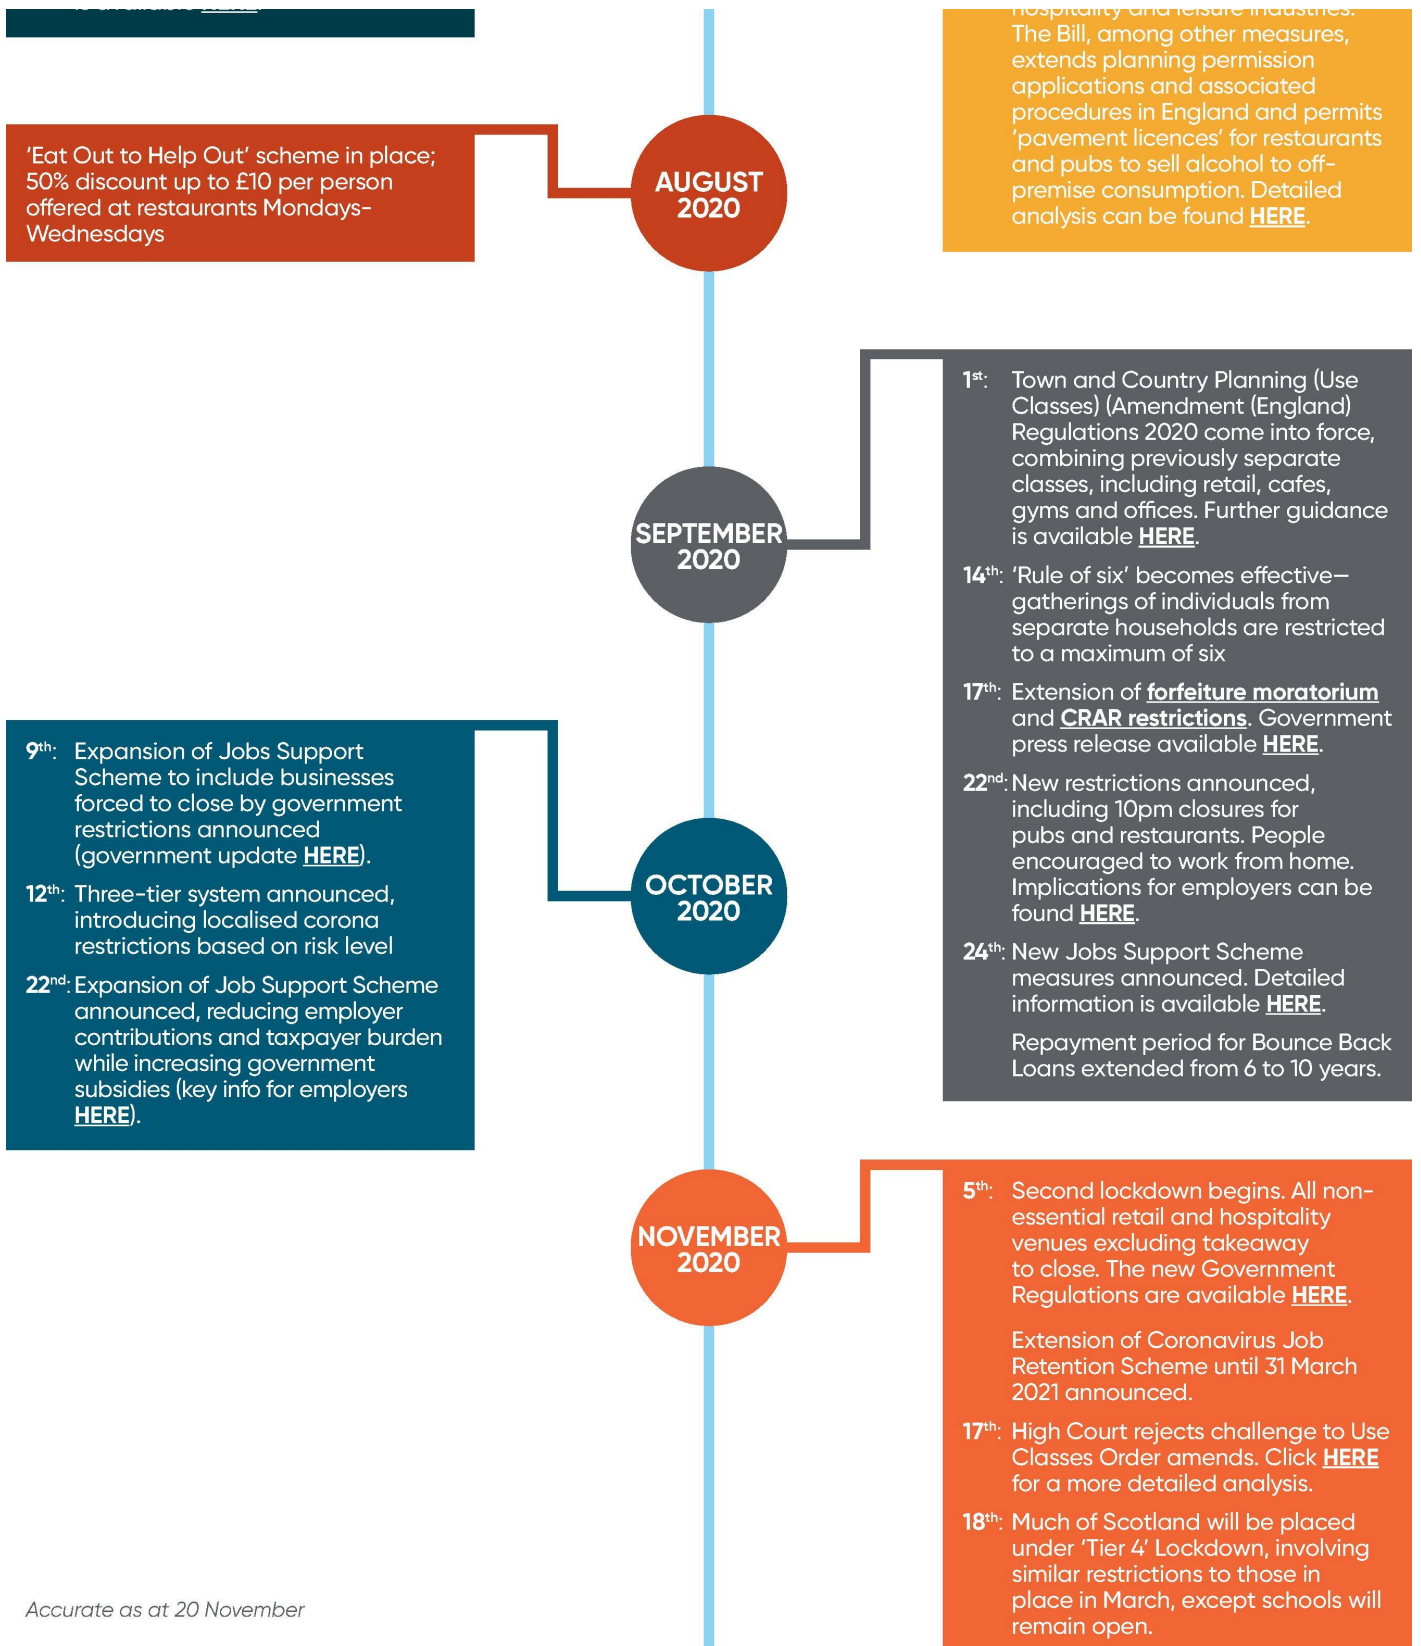 HERE.
hospitality and leisure industries.
The Bill, among other measures,
extends planning permission
applications and associated
procedures in England and permits
‘pavement licences’ for restaurants
and pubs to sell alcohol to off-
premise consumption. Detailed
analysis can be found HERE.
AUGUST
2020
‘Eat Out to Help Out’ scheme in place;
50% discount up to £10 per person
offered at restaurants Mondays-
Wednesdays
SEPTEMBER
2020
1st: Town and Country Planning (Use
Classes) (Amendment (England)
Regulations 2020 come into force,
combining previously separate
classes, including retail, cafes,
gyms and offices. Further guidance
is available HERE.
14th: ‘Rule of six’ becomes effective—
gatherings of individuals from
separate households are restricted
to a maximum of six
17th: Extension of forfeiture moratorium
and CRAR restrictions. Government
press release available HERE.
22nd: New restrictions announced,
including 10pm closures for
pubs and restaurants. People
encouraged to work from home.
Implications for employers can be
found HERE.
24th: New Jobs Support Scheme
measures announced. Detailed
information is available HERE.
Repayment period for Bounce Back
Loans extended from 6 to 10 years.
OCTOBER
2020
9th: Expansion of Jobs Support
Scheme to include businesses
forced to close by government
restrictions announced
(government update HERE).
12th: Three-tier system announced,
introducing localised corona
restrictions based on risk level
22nd: Expansion of Job Support Scheme
announced, reducing employer
contributions and taxpayer burden
while increasing government
subsidies (key info for employers
HERE).
NOVEMBER
2020
5th: Second lockdown begins. All non-
essential retail and hospitality
venues excluding takeaway
to close. The new Government
Regulations are available HERE.
Extension of Coronavirus Job
Retention Scheme until 31 March
2021 announced.
17th: High Court rejects challenge to Use
Classes Order amends. Click HERE
for a more detailed analysis.
18th: Much of Scotland will be placed
under ‘Tier 4’ Lockdown, involving
similar restrictions to those in
place in March, except schools will
remain open.
Accurate as at 20 November